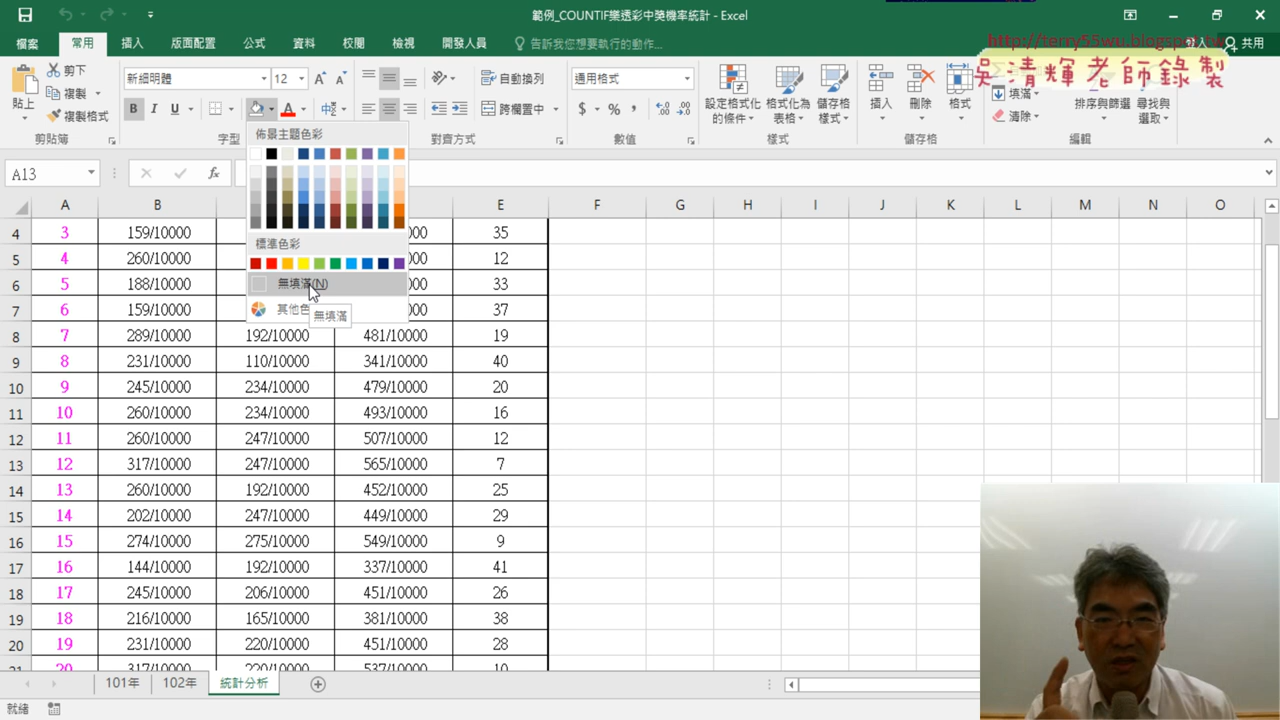 範例_COUNTIF樂透彩中獎機率統計 - Excel
檔案 常用 插入 版面配置 公式 資料 校閱 檢視 開發人員 告訴我您想要執行的動作... 共用
http://terry55wu.blogspot.tw
吳清輝老師錄製
貼上 剪下 複製 複製格式
新細明體 12 B I U 中
自動換列 跨欄置中
通用格式 $ % ,
設定格式化的條件 格式化為表格 儲存格樣式
插入 刪除 格式
填滿 清除
排序與篩選 尋找與選取
剪貼簿 字型 對齊方式 數值 樣式 儲存格 編輯
A13 fx
佈景主題色彩
標準色彩
無填滿(N)
其他色
無填滿
A B E F G H I J K L M N O
4 3 159/10000 35
5 4 260/10000 12
6 5 188/10000 33
7 6 159/10000 37
8 7 289/10000 192/10000 481/10000 19
9 8 231/10000 110/10000 341/10000 40
10 9 245/10000 234/10000 479/10000 20
11 10 260/10000 234/10000 493/10000 16
12 11 260/10000 247/10000 507/10000 12
13 12 317/10000 247/10000 565/10000 7
14 13 260/10000 192/10000 452/10000 25
15 14 202/10000 247/10000 449/10000 29
16 15 274/10000 275/10000 549/10000 9
17 16 144/10000 192/10000 337/10000 41
18 17 245/10000 206/10000 451/10000 26
19 18 216/10000 165/10000 381/10000 38
20 19 231/10000 220/10000 451/10000 28
21 20 317/10000 220/10000 537/10000 10
101年 102年 統計分析
就緒